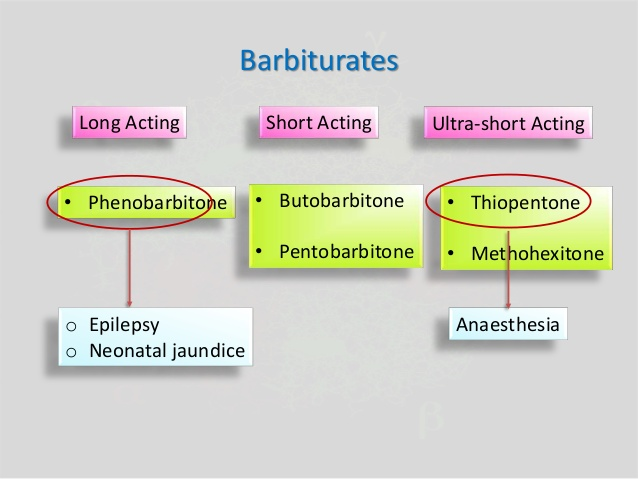 Barbiturates
Long Acting
Short Acting
Ultra-short Acting
• Phenobarbitone
• Butobarbitone
• Pentobarbitone
• Thiopentone
• Methohexitone
o Epilepsy
o Neonatal jaundice
Anaesthesia
β